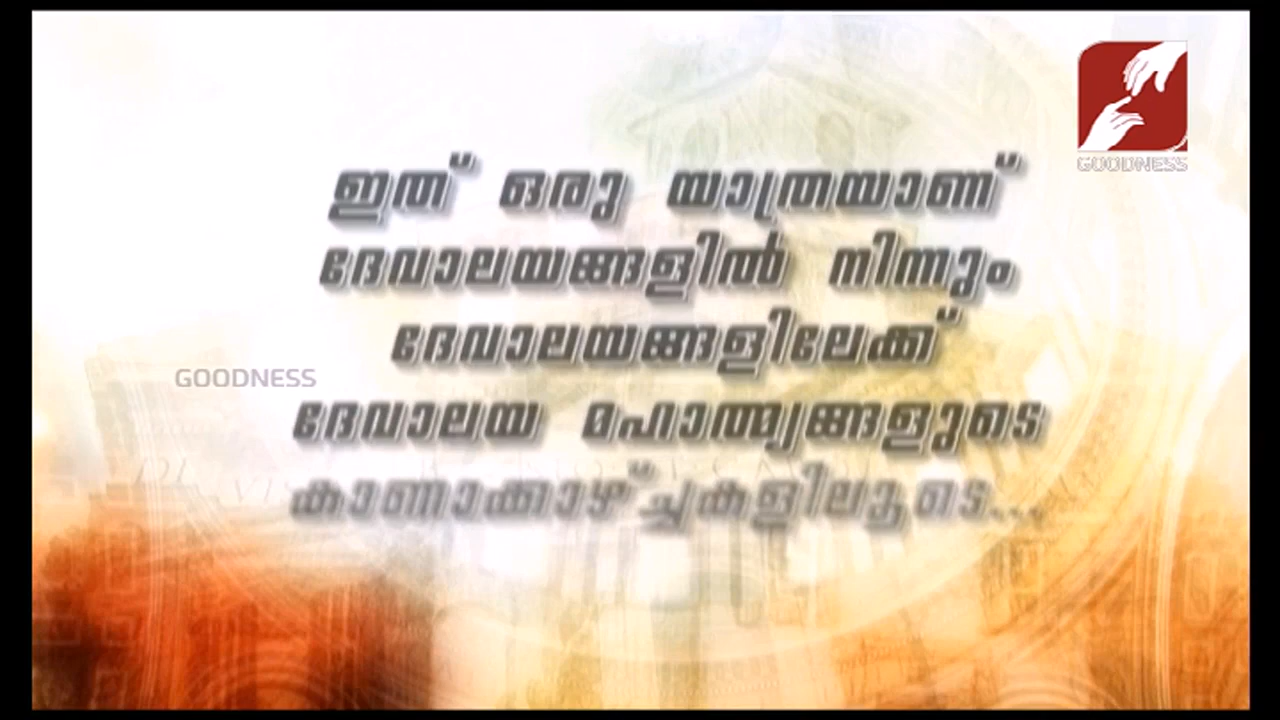 GOODNESS
ഇത് ഒരു യാത്രയാണ്
ദേവാലയങ്ങളിൽ നിന്നും
ദേവാലയങ്ങളിലേക്ക്
GOODNESS
ദേവാലയ മഹാത്മ്യങ്ങളുടെ
കാണാക്കാഴ്ച്ചകളിലൂടെ...